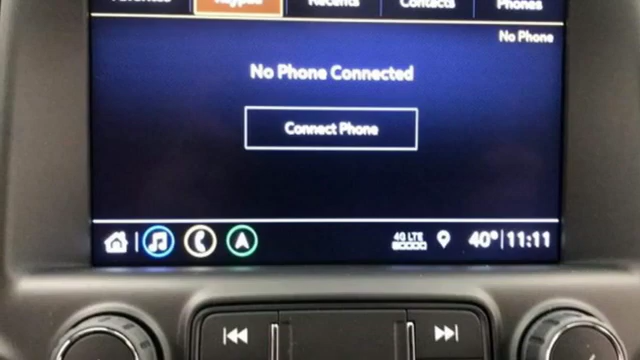 Favorites Keypad Recents Contacts Phones
No Phone
No Phone Connected
Connect Phone
4G LTE 40° 11:11